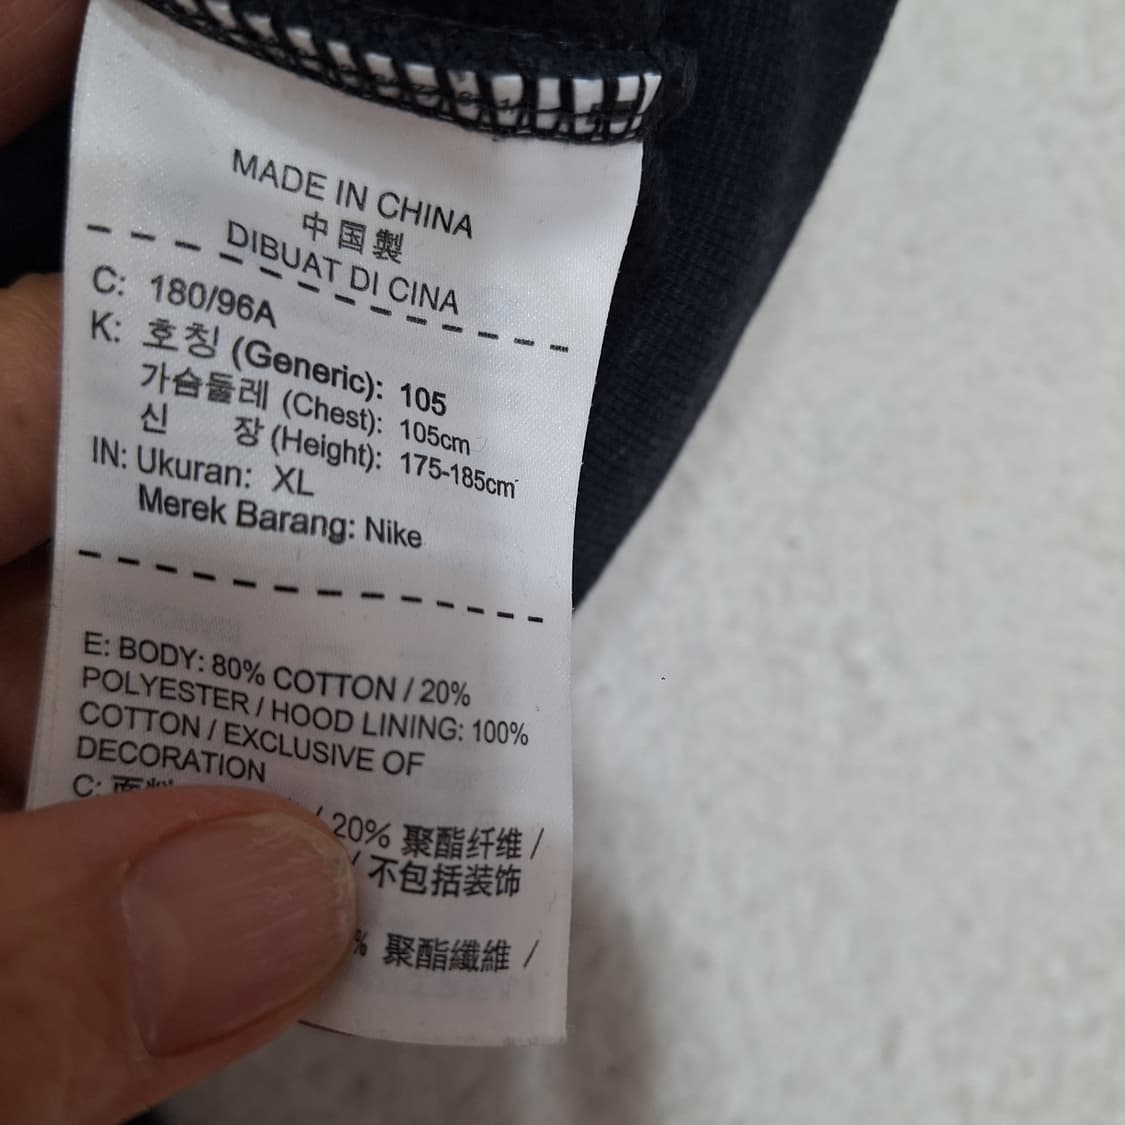 MADE IN CHINA
中国製
DIBUAT DI CINA
C: 180/96A
K: 호칭 (Generic): 105
가슴둘레 (Chest): 105cm
신 장 (Height): 175-185cm
IN: Ukuran: XL
Merek Barang: Nike
E: BODY: 80% COTTON / 20%
POLYESTER / HOOD LINING: 100%
COTTON / EXCLUSIVE OF
DECORATION
C: / 20% 聚酯纤维 /
/ 不包括装饰
% 聚酯纖維 /